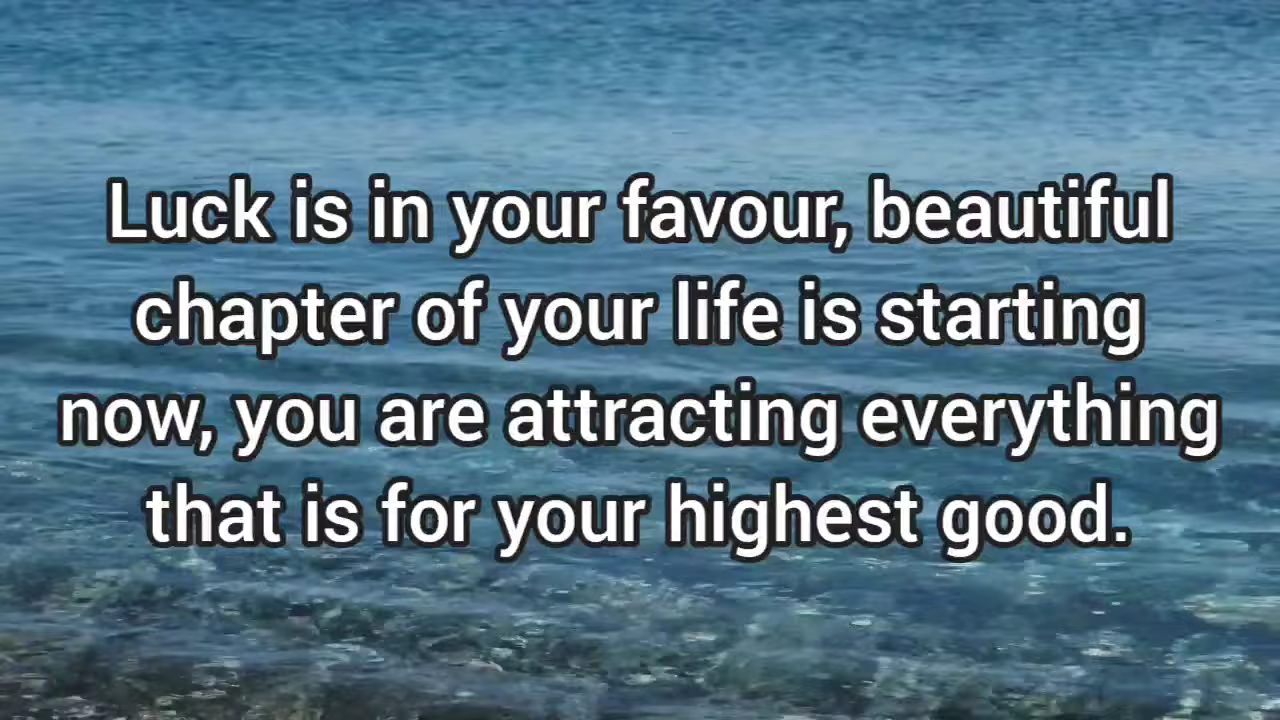 Luck is in your favour, beautiful
chapter of your life is starting
now, you are attracting everything
that is for your highest good.